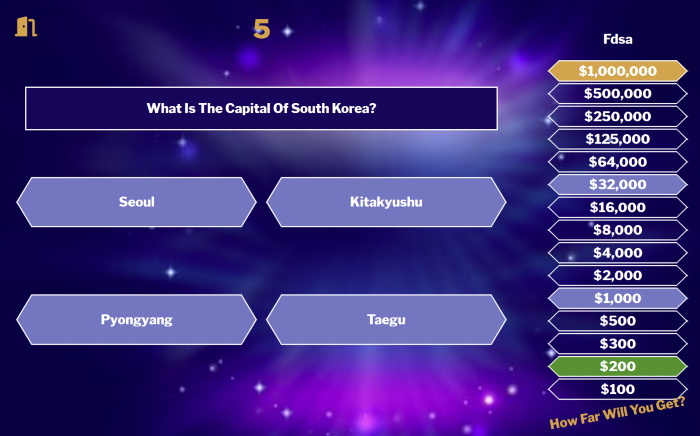 5
What Is The Capital Of South Korea?
Seoul
Kitakyushu
Pyongyang
Taegu
Fdsa
$1,000,000
$500,000
$250,000
$125,000
$64,000
$32,000
$16,000
$8,000
$4,000
$2,000
$1,000
$500
$300
$200
$100
How Far Will You Get?